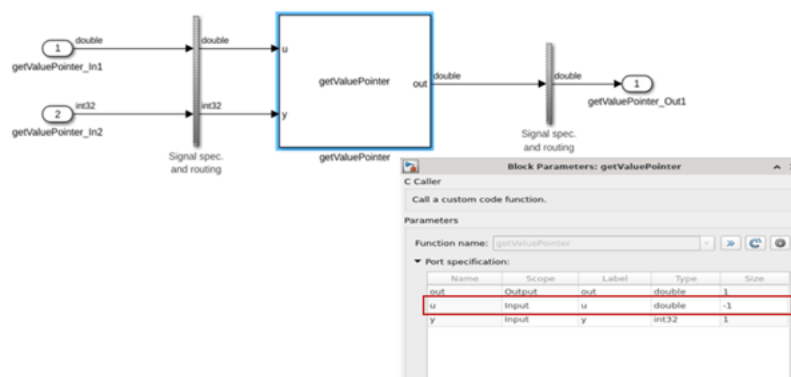 double
1
getValuePointer_In1
int32
2
getValuePointer_In2
double
int32
Signal spec.
and routing
u
y
getValuePointer
out
getValuePointer
double
double
1
getValuePointer_Out1
Signal spec.
and routing
Block Parameters: getValuePointer
C Caller
Call a custom code function.
Parameters
Function name: getValuePointer
Port specification:
Name Scope Label Type Size
out Output out double 1
u Input u double -1
y Input y int32 1